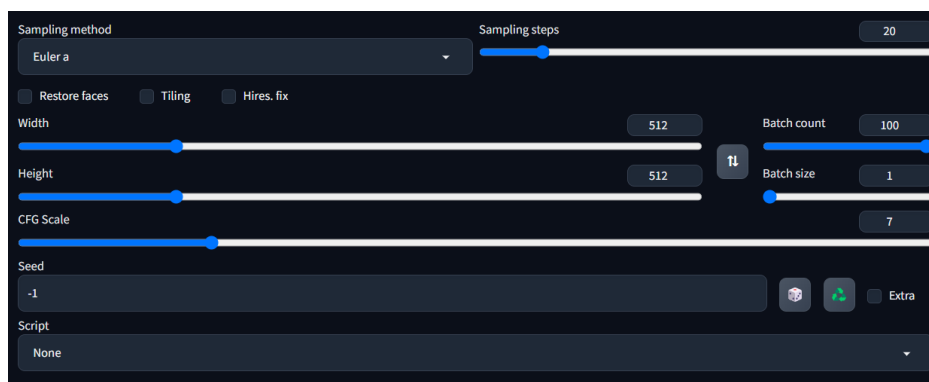 Sampling method
Sampling steps
20
Euler a
Restore faces
Tiling
Hires. fix
Width
512
Batch count
100
Height
512
Batch size
1
CFG Scale
7
Seed
-1
Extra
Script
None